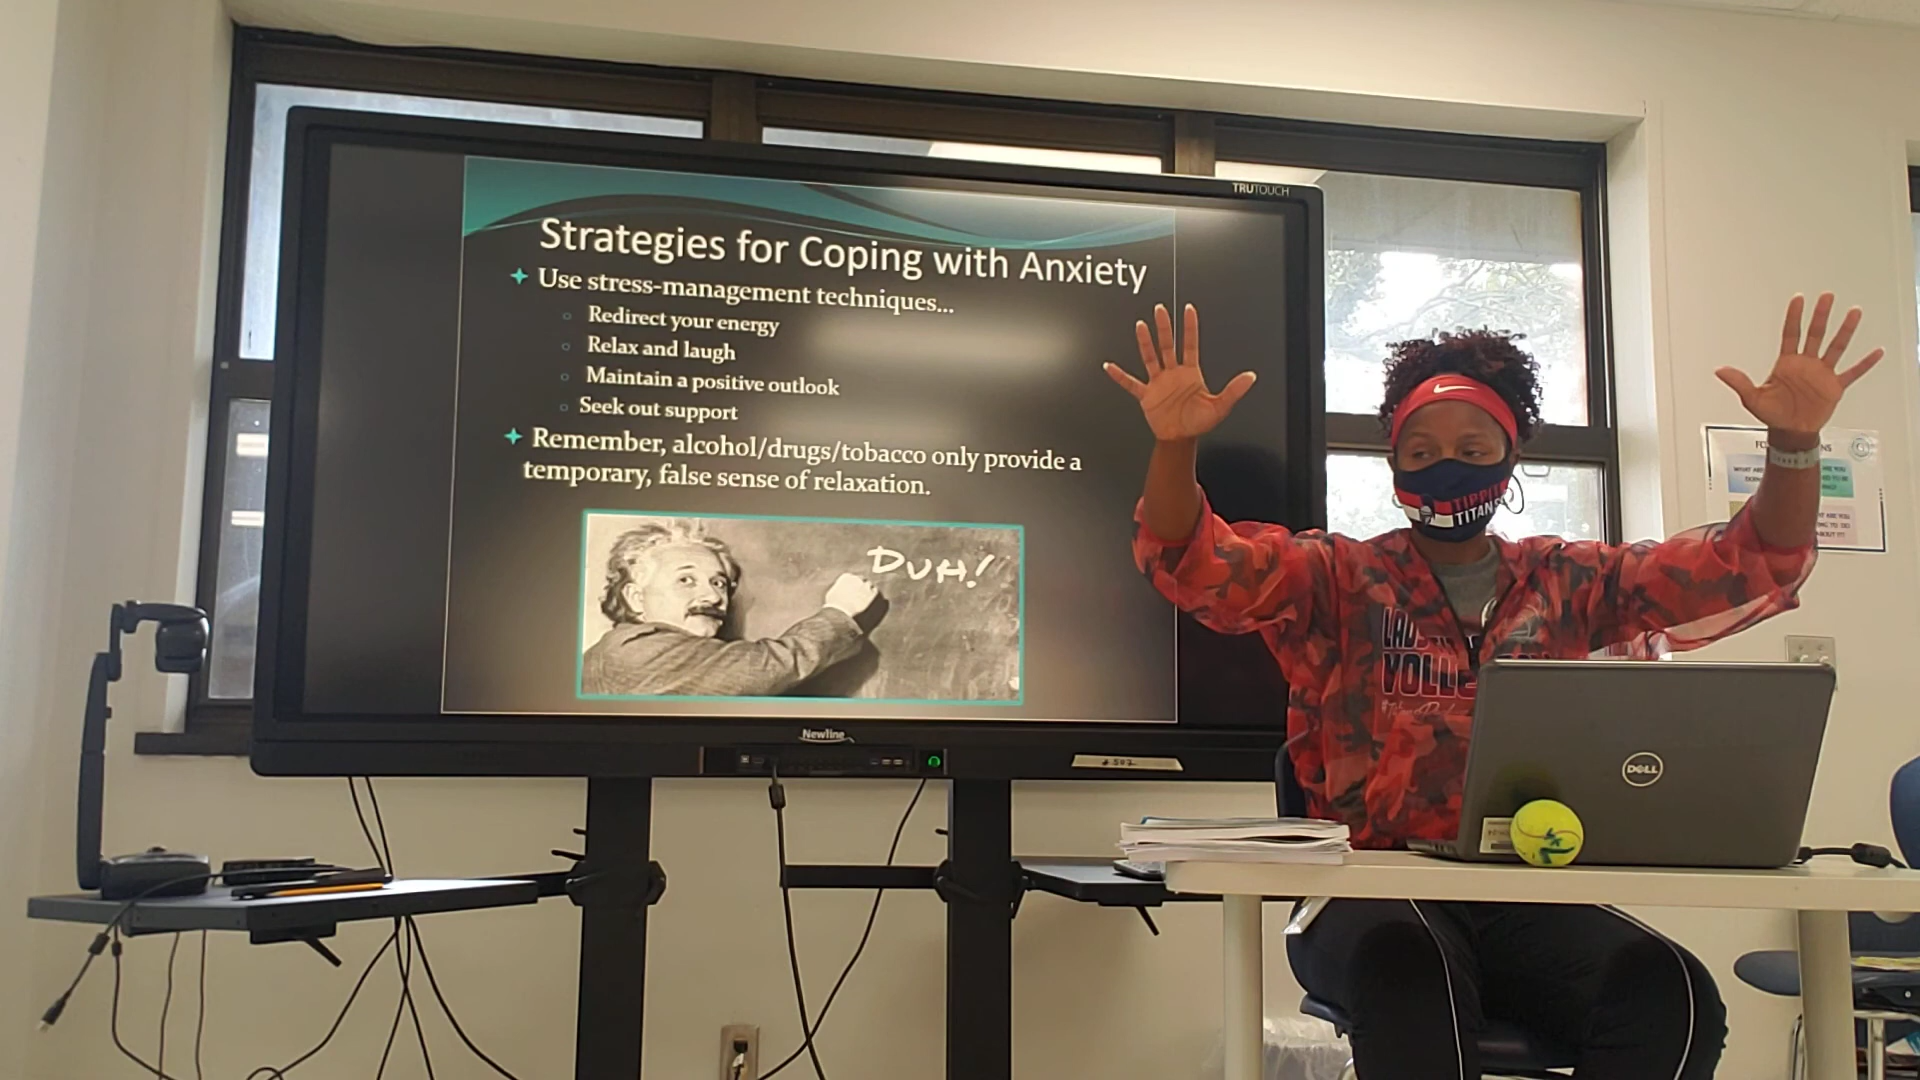 TRUTOUCH
Strategies for Coping with Anxiety
Use stress-management techniques...
Redirect your energy
Relax and laugh
Maintain a positive outlook
Seek out support
Remember, alcohol/drugs/tobacco only provide a
temporary, false sense of relaxation.
DUH!
Newline
TITANS
DELL